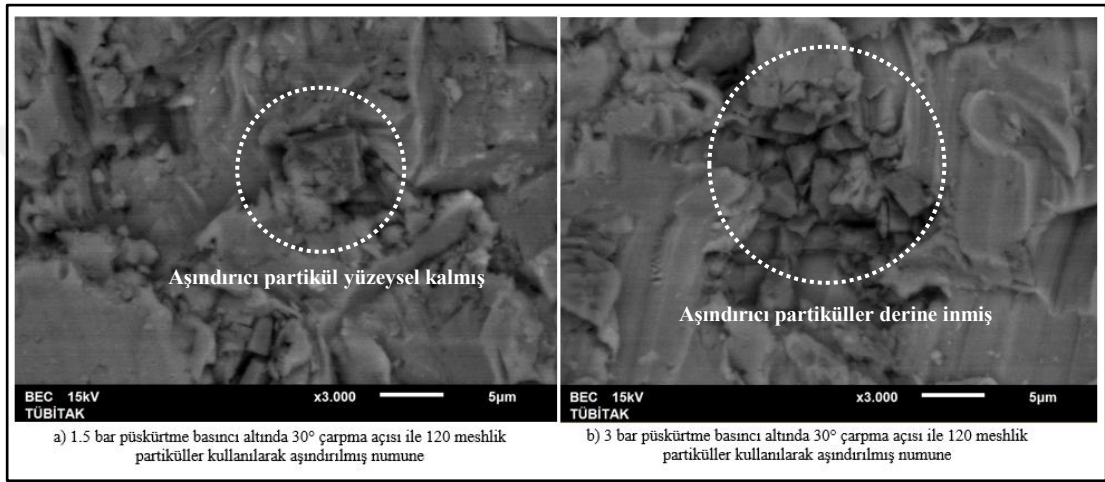 Aşındırıcı partikül yüzeysel kalmış
BEC 15kV x3.000 5µm
TÜBİTAK
a) 1.5 bar püskürtme basıncı altında 30° çarpma açısı ile 120 meshlik
partiküller kullanılarak aşındırılmış numune
Aşındırıcı partiküller derine inmiş
BEC 15kV x3.000 5µm
TÜBİTAK
b) 3 bar püskürtme basıncı altında 30° çarpma açısı ile 120 meshlik
partiküller kullanılarak aşındırılmış numune